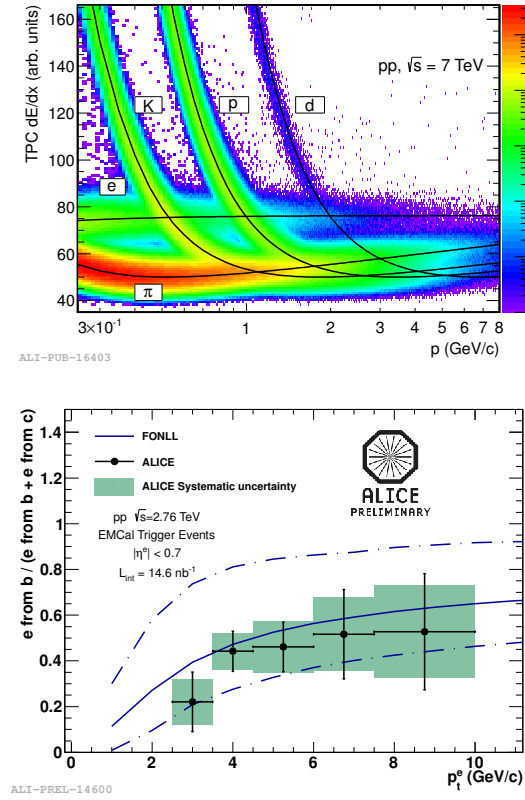 TPC dE/dx (arb. units)
160
140
120
100
80
60
40
pp, √s = 7 TeV
K
p
d
e
π
3×10⁻¹
1
2
3
4
5
6
7
8
p (GeV/c)
ALI-PUB-16403
e from b / (e from b + e from c)
1.4
1.2
1
0.8
0.6
0.4
0.2
0
FONLL
ALICE
ALICE Systematic uncertainty
pp √s=2.76 TeV
EMCal Trigger Events
|ηᵉ| < 0.7
L_int = 14.6 nb⁻¹
ALICE
PRELIMINARY
0
2
4
6
8
10
p_t^e (GeV/c)
ALI-PREL-14600